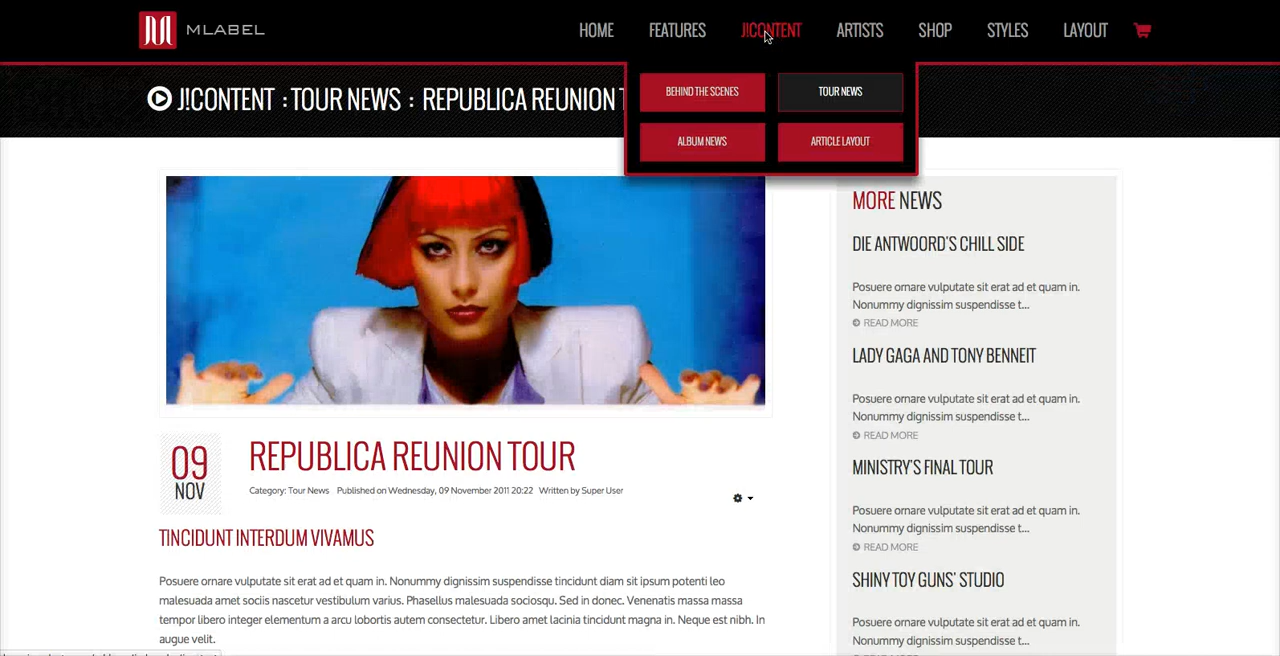 MLABEL
HOME FEATURES J!CONTENT ARTISTS SHOP STYLES LAYOUT
J!CONTENT : TOUR NEWS : REPUBLICA REUNION
BEHIND THE SCENES TOUR NEWS
ALBUM NEWS ARTICLE LAYOUT
MORE NEWS
DIE ANTWOORD'S CHILL SIDE
Posuere ornare vulputate sit erat ad et quam in.
Nonummy dignissim suspendisse t...
READ MORE
LADY GAGA AND TONY BENNEIT
Posuere ornare vulputate sit erat ad et quam in.
Nonummy dignissim suspendisse t...
READ MORE
MINISTRY'S FINAL TOUR
Posuere ornare vulputate sit erat ad et quam in.
Nonummy dignissim suspendisse t...
READ MORE
SHINY TOY GUNS' STUDIO
Posuere ornare vulputate sit erat ad et quam in.
Nonummy dignissim suspendisse t...
09
NOV
REPUBLICA REUNION TOUR
Category: Tour News Published on Wednesday, 09 November 2011 20:22 Written by Super User
TINCIDUNT INTERDUM VIVAMUS
Posuere ornare vulputate sit erat ad et quam in. Nonummy dignissim suspendisse tincidunt diam sit ipsum potenti leo
malesuada amet sociis nascetur vestibulum varius. Phasellus malesuada sociosqu. Sed in donec. Venenatis massa massa
tempor libero integer elementum a arcu lobortis autem consectetur. Libero amet lacinia tincidunt magna in. Neque est nibh. In
augue velit.